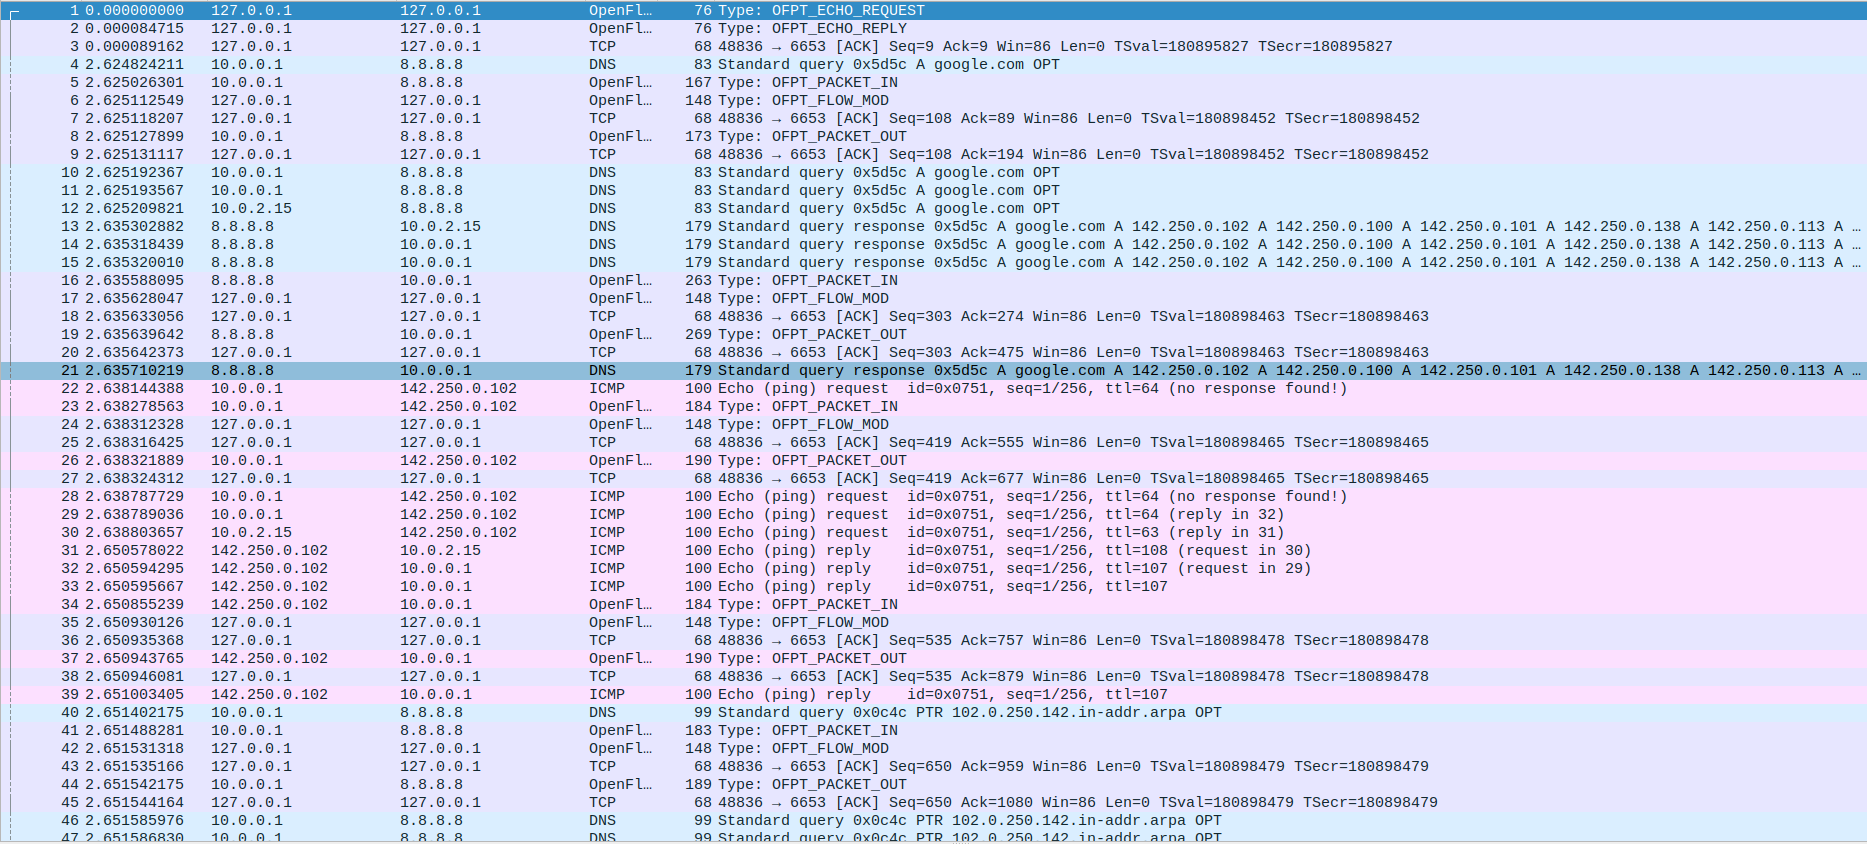 1 0.000000000 127.0.0.1 127.0.0.1 OpenFl… 76 Type: OFPT_ECHO_REQUEST
2 0.000084715 127.0.0.1 127.0.0.1 OpenFl… 76 Type: OFPT_ECHO_REPLY
3 0.000089162 127.0.0.1 127.0.0.1 TCP 68 48836 → 6653 [ACK] Seq=9 Ack=9 Win=86 Len=0 TSval=180895827 TSecr=180895827
4 2.624824211 10.0.0.1 8.8.8.8 DNS 83 Standard query 0x5d5c A google.com OPT
5 2.625026301 10.0.0.1 8.8.8.8 OpenFl… 167 Type: OFPT_PACKET_IN
6 2.625112549 127.0.0.1 127.0.0.1 OpenFl… 148 Type: OFPT_FLOW_MOD
7 2.625118207 127.0.0.1 127.0.0.1 TCP 68 48836 → 6653 [ACK] Seq=108 Ack=89 Win=86 Len=0 TSval=180898452 TSecr=180898452
8 2.625127899 10.0.0.1 8.8.8.8 OpenFl… 173 Type: OFPT_PACKET_OUT
9 2.625131117 127.0.0.1 127.0.0.1 TCP 68 48836 → 6653 [ACK] Seq=108 Ack=194 Win=86 Len=0 TSval=180898452 TSecr=180898452
10 2.625192367 10.0.0.1 8.8.8.8 DNS 83 Standard query 0x5d5c A google.com OPT
11 2.625193567 10.0.0.1 8.8.8.8 DNS 83 Standard query 0x5d5c A google.com OPT
12 2.625209821 10.0.2.15 8.8.8.8 DNS 83 Standard query 0x5d5c A google.com OPT
13 2.635302882 8.8.8.8 10.0.2.15 DNS 179 Standard query response 0x5d5c A google.com A 142.250.0.102 A 142.250.0.100 A 142.250.0.101 A 142.250.0.138 A 142.250.0.113 A …
14 2.635318439 8.8.8.8 10.0.0.1 DNS 179 Standard query response 0x5d5c A google.com A 142.250.0.102 A 142.250.0.100 A 142.250.0.101 A 142.250.0.138 A 142.250.0.113 A …
15 2.635320010 8.8.8.8 10.0.0.1 DNS 179 Standard query response 0x5d5c A google.com A 142.250.0.102 A 142.250.0.100 A 142.250.0.101 A 142.250.0.138 A 142.250.0.113 A …
16 2.635588095 8.8.8.8 10.0.0.1 OpenFl… 263 Type: OFPT_PACKET_IN
17 2.635628047 127.0.0.1 127.0.0.1 OpenFl… 148 Type: OFPT_FLOW_MOD
18 2.635633056 127.0.0.1 127.0.0.1 TCP 68 48836 → 6653 [ACK] Seq=303 Ack=274 Win=86 Len=0 TSval=180898463 TSecr=180898463
19 2.635639642 8.8.8.8 10.0.0.1 OpenFl… 269 Type: OFPT_PACKET_OUT
20 2.635642373 127.0.0.1 127.0.0.1 TCP 68 48836 → 6653 [ACK] Seq=303 Ack=475 Win=86 Len=0 TSval=180898463 TSecr=180898463
21 2.635710219 8.8.8.8 10.0.0.1 DNS 179 Standard query response 0x5d5c A google.com A 142.250.0.102 A 142.250.0.100 A 142.250.0.101 A 142.250.0.138 A 142.250.0.113 A …
22 2.638144388 10.0.0.1 142.250.0.102 ICMP 100 Echo (ping) request id=0x0751, seq=1/256, ttl=64 (no response found!)
23 2.638278563 10.0.0.1 142.250.0.102 OpenFl… 184 Type: OFPT_PACKET_IN
24 2.638312328 127.0.0.1 127.0.0.1 OpenFl… 148 Type: OFPT_FLOW_MOD
25 2.638316425 127.0.0.1 127.0.0.1 TCP 68 48836 → 6653 [ACK] Seq=419 Ack=555 Win=86 Len=0 TSval=180898465 TSecr=180898465
26 2.638321889 10.0.0.1 142.250.0.102 OpenFl… 190 Type: OFPT_PACKET_OUT
27 2.638324312 127.0.0.1 127.0.0.1 TCP 68 48836 → 6653 [ACK] Seq=419 Ack=677 Win=86 Len=0 TSval=180898465 TSecr=180898465
28 2.638787729 10.0.0.1 142.250.0.102 ICMP 100 Echo (ping) request id=0x0751, seq=1/256, ttl=64 (no response found!)
29 2.638789036 10.0.0.1 142.250.0.102 ICMP 100 Echo (ping) request id=0x0751, seq=1/256, ttl=64 (reply in 32)
30 2.638803657 10.0.2.15 142.250.0.102 ICMP 100 Echo (ping) request id=0x0751, seq=1/256, ttl=63 (reply in 31)
31 2.650578022 142.250.0.102 10.0.2.15 ICMP 100 Echo (ping) reply id=0x0751, seq=1/256, ttl=108 (request in 30)
32 2.650594295 142.250.0.102 10.0.0.1 ICMP 100 Echo (ping) reply id=0x0751, seq=1/256, ttl=107 (request in 29)
33 2.650595667 142.250.0.102 10.0.0.1 ICMP 100 Echo (ping) reply id=0x0751, seq=1/256, ttl=107
34 2.650855239 142.250.0.102 10.0.0.1 OpenFl… 184 Type: OFPT_PACKET_IN
35 2.650930126 127.0.0.1 127.0.0.1 OpenFl… 148 Type: OFPT_FLOW_MOD
36 2.650935368 127.0.0.1 127.0.0.1 TCP 68 48836 → 6653 [ACK] Seq=535 Ack=757 Win=86 Len=0 TSval=180898478 TSecr=180898478
37 2.650943765 142.250.0.102 10.0.0.1 OpenFl… 190 Type: OFPT_PACKET_OUT
38 2.650946081 127.0.0.1 127.0.0.1 TCP 68 48836 → 6653 [ACK] Seq=535 Ack=879 Win=86 Len=0 TSval=180898478 TSecr=180898478
39 2.651003405 142.250.0.102 10.0.0.1 ICMP 100 Echo (ping) reply id=0x0751, seq=1/256, ttl=107
40 2.651402175 10.0.0.1 8.8.8.8 DNS 99 Standard query 0x0c4c PTR 102.0.250.142.in-addr.arpa OPT
41 2.651488281 10.0.0.1 8.8.8.8 OpenFl… 183 Type: OFPT_PACKET_IN
42 2.651531318 127.0.0.1 127.0.0.1 OpenFl… 148 Type: OFPT_FLOW_MOD
43 2.651535166 127.0.0.1 127.0.0.1 TCP 68 48836 → 6653 [ACK] Seq=650 Ack=959 Win=86 Len=0 TSval=180898479 TSecr=180898479
44 2.651542175 10.0.0.1 8.8.8.8 OpenFl… 189 Type: OFPT_PACKET_OUT
45 2.651544164 127.0.0.1 127.0.0.1 TCP 68 48836 → 6653 [ACK] Seq=650 Ack=1080 Win=86 Len=0 TSval=180898479 TSecr=180898479
46 2.651585976 10.0.0.1 8.8.8.8 DNS 99 Standard query 0x0c4c PTR 102.0.250.142.in-addr.arpa OPT
47 2.651586830 10.0.0.1 8.8.8.8 DNS 99 Standard query 0x0c4c PTR 102.0.250.142.in-addr.arpa OPT